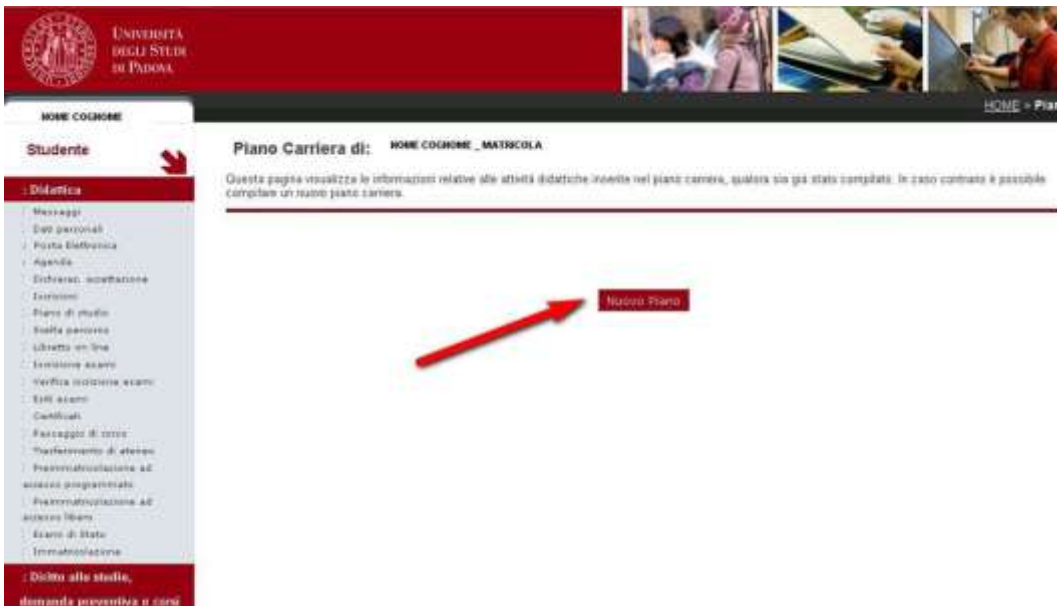 UNIVERSITÀ
DEGLI STUDI
DI PADOVA
NOME COGNOME
HOME » Pian
Studente
Piano Carriera di: NOME COGNOME _ MATRICOLA
Questa pagina visualizza le informazioni relative alle attività didattiche inserite nel piano carriera, qualora sia già stato compilato. In caso contrario è possibile
compilare un nuovo piano carriera.
: Didattica
Messaggi
Dati personali
Posta Elettronica
Agenda
accettazione
Iscrizioni
Piano di studio
Scelta percorso
Libretto on line
Iscrizione esami
Verifica iscrizione esami
Esiti esami
Certificati
Passaggio di corso
Trasferimento di ateneo
Preimmatricolazione ad
accesso programmato
Preimmatricolazione ad
accesso libero
Esami di Stato
Immatricolazione
Nuovo Piano
: Diritto allo studio,
domanda preventiva e corsi